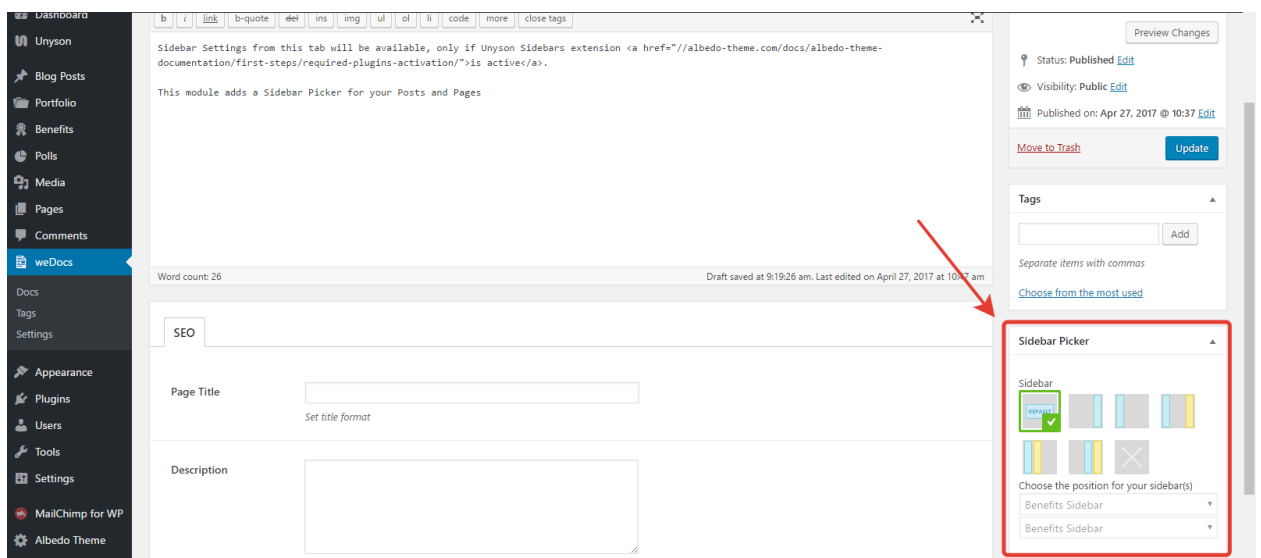 Dashboard
Unyson
Blog Posts
Portfolio
Benefits
Polls
Media
Pages
Comments
weDocs
Docs
Tags
Settings
Appearance
Plugins
Users
Tools
Settings
MailChimp for WP
Albedo Theme
b i link b-quote del ins img ul ol li code more close tags
Sidebar Settings from this tab will be available, only if Unyson Sidebars extension <a href="//albedo-theme.com/docs/albedo-theme-
documentation/first-steps/required-plugins-activation/">is active</a>.
This module adds a Sidebar Picker for your Posts and Pages
Word count: 26
Draft saved at 9:19:26 am. Last edited on April 27, 2017 at am
SEO
Page Title
Set title format
Description
Preview Changes
Status: Published Edit
Visibility: Public Edit
Published on: Apr 27, 2017 @ 10:37 Edit
Move to Trash
Update
Tags
Add
Separate items with commas
Choose from the most used
Sidebar Picker
Sidebar
DEFAULT
Choose the position for your sidebar(s)
Benefits Sidebar
Benefits Sidebar